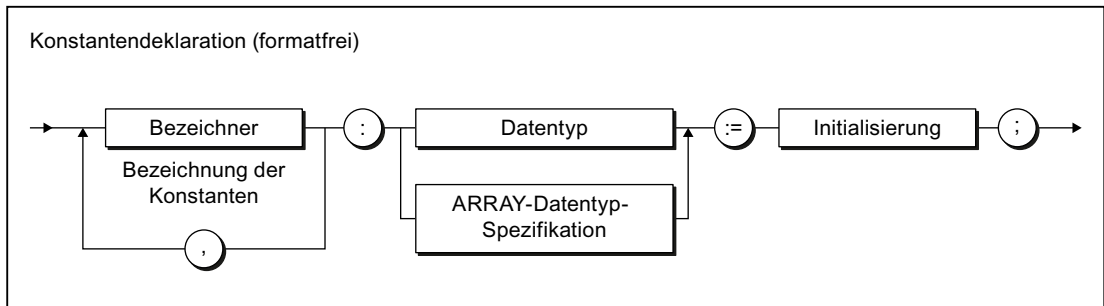 Konstantendeklaration (formatfrei)
Bezeichner
:
Datentyp
:=
Initialisierung
;
Bezeichnung der
Konstanten
ARRAY-Datentyp-
Spezifikation
,